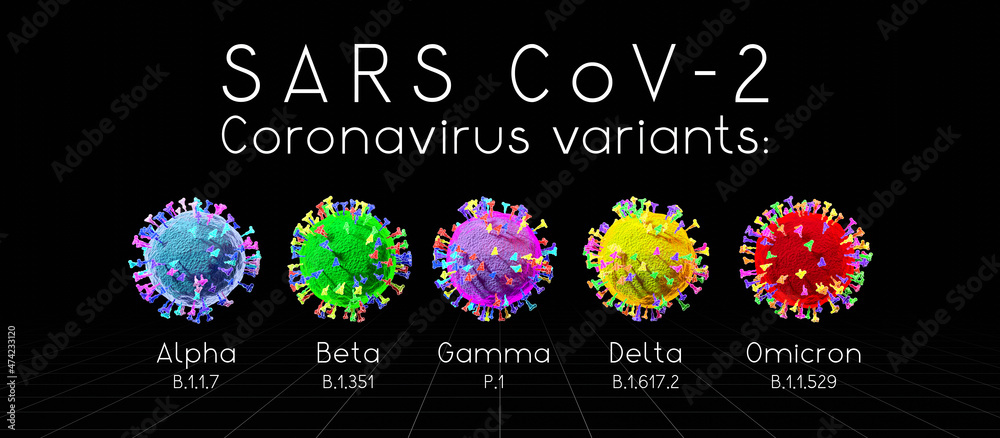 SARS CoV-2
Coronavirus variants:
Alpha
B.1.1.7
Beta
B.1.351
Gamma
P.1
Delta
B.1.617.2
Omicron
B.1.1.529
Adobe Stock | #474233120